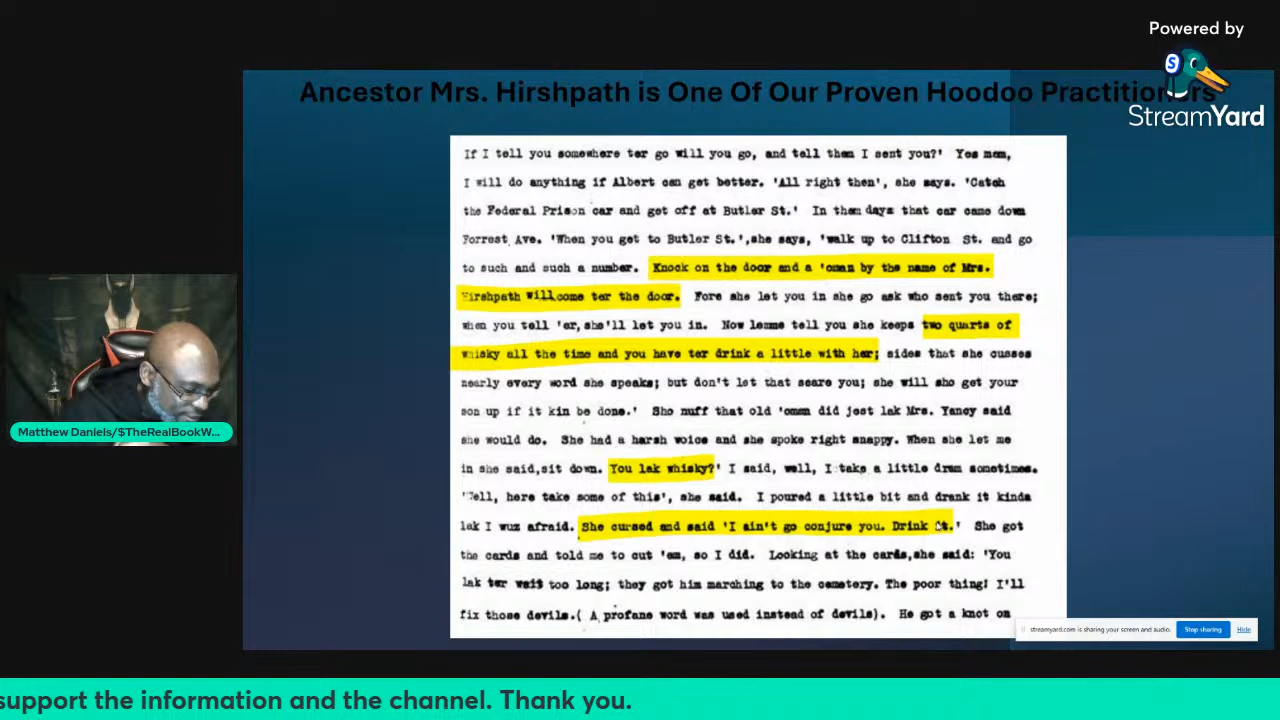 Powered by
StreamYard
Ancestor Mrs. Hirshpath is One Of Our Proven Hoodoo Practitioners
If I tell you somewhere ter go will you go, and tell them I sent you?' Yes mam,
I will do anything if Albert can get better. 'All right then', she says. 'Catch
the Federal Prison car and get off at Butler St.' In them days that car came down
Forrest Ave. 'When you get to Butler St.',she says, 'walk up to Clifton St. and go
to such and such a number. Knock on the door and a 'oman by the name of Mrs.
Hirshpath will come ter the door. Fore she let you in she go ask who sent you there;
when you tell 'er,she'll let you in. Now lemme tell you she keeps two quarts of
whisky all the time and you have ter drink a little with her; sides that she cusses
nearly every word she speaks; but don't let that scare you; she will sho get your
son up if it kin be done.' Sho nuff that old 'oman did jest lak Mrs. Yancy said
she would do. She had a harsh voice and she spoke right snappy. When she let me
in she said,sit down. You lak whisky?' I said, well, I take a little dram sometimes.
'Well, here take some of this', she said. I poured a little bit and drank it kinda
lak I wuz afraid. She cursed and said 'I ain't go conjure you. Drink it.' She got
the cards and told me to cut 'em, so I did. Looking at the cards,she said: 'You
lak ter wait too long; they got him marching to the cemetery. The poor thing! I'll
fix those devils.( A profane word was used instead of devils). He got a knot on
streamyard.com is sharing your screen and audio.
Stop sharing
Hide
Matthew Daniels/$TheRealBookW...
support the information and the channel. Thank you.